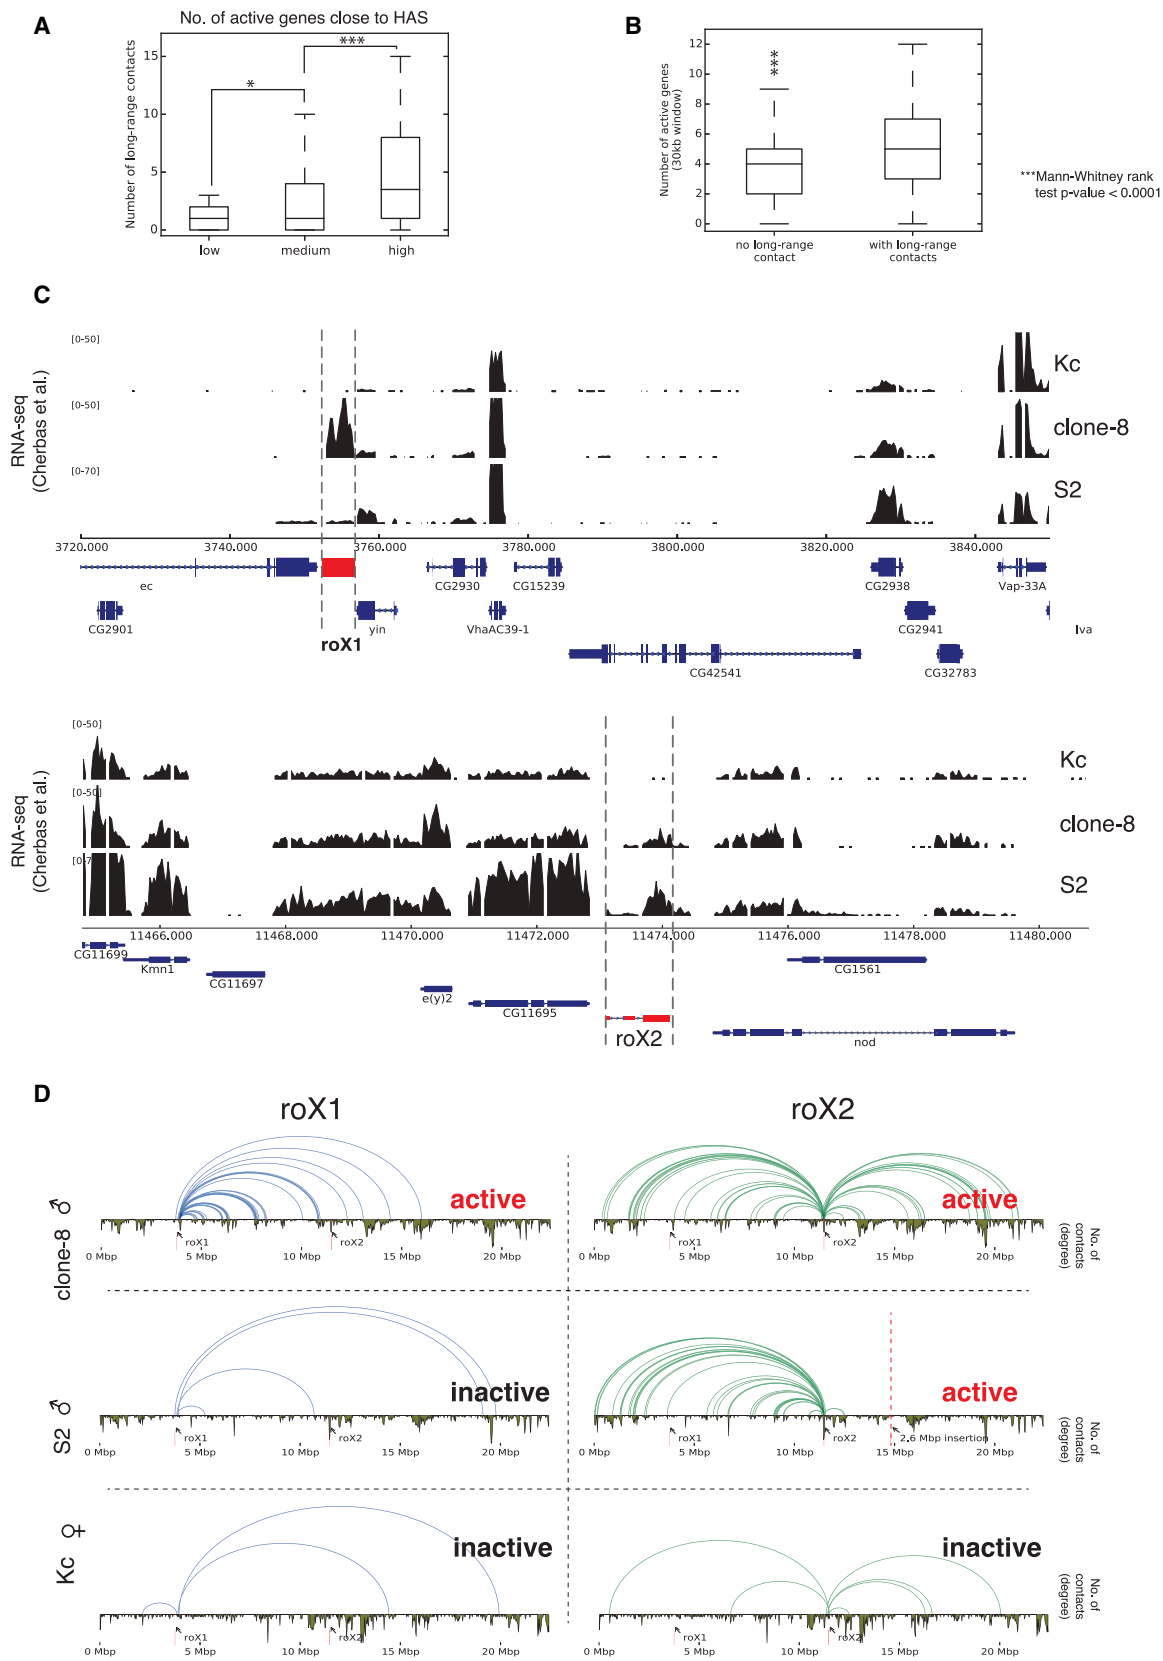 A
No. of active genes close to HAS
Number of long-range contacts
15
10
5
0
*
***
low
medium
high
B
Number of active genes
(30kb window)
12
10
8
6
4
2
0
***
no long-range
contact
with long-range
contacts
***Mann-Whitney rank
test p-value < 0.0001
C
RNA-seq
(Cherbas et al.)
[0-50]
Kc
[0-50]
clone-8
[0-70]
S2
3720.000
3740.000
3760.000
3780.000
3800.000
3820.000
3840.000
ec
CG2930
CG15239
CG2938
Vap-33A
CG2901
yin
VhaAC39-1
CG2941
lva
roX1
CG42541
CG32783
RNA-seq
(Cherbas et al.)
[0-50]
Kc
[0-50]
clone-8
S2
11466.000
11468.000
11470.000
11472.000
11474.000
11476.000
11478.000
11480.000
CG11699
Kmn1
CG11697
e(y)2
CG11695
roX2
CG1561
nod
D
roX1
roX2
clone-8 ♂
active
roX1
roX2
0 Mbp
5 Mbp
10 Mbp
15 Mbp
20 Mbp
active
roX1
roX2
0 Mbp
5 Mbp
10 Mbp
15 Mbp
20 Mbp
No. of
contacts
(degree)
S2 ♂
inactive
roX1
roX2
0 Mbp
5 Mbp
10 Mbp
15 Mbp
20 Mbp
active
roX1
roX2
2.6 Mbp insertion
0 Mbp
5 Mbp
10 Mbp
15 Mbp
20 Mbp
No. of
contacts
(degree)
Kc ♀
inactive
roX1
roX2
0 Mbp
5 Mbp
10 Mbp
15 Mbp
20 Mbp
inactive
roX1
roX2
0 Mbp
5 Mbp
10 Mbp
15 Mbp
20 Mbp
No. of
contacts
(degree)